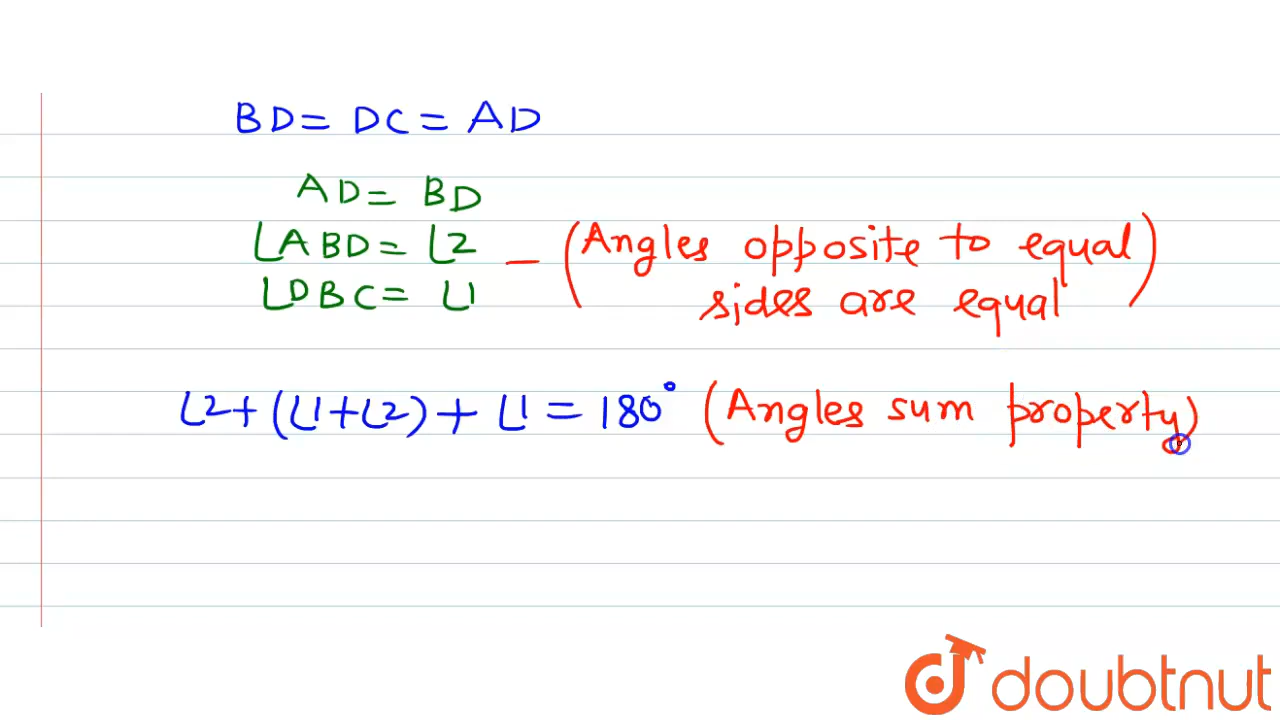 BD = DC = AD
AD = BD
∠ABD = ∠2 – (Angles opposite to equal
∠DBC = ∠1 sides are equal)
∠2 + (∠1 + ∠2) + ∠1 = 180° (Angles sum property)
doubtnut